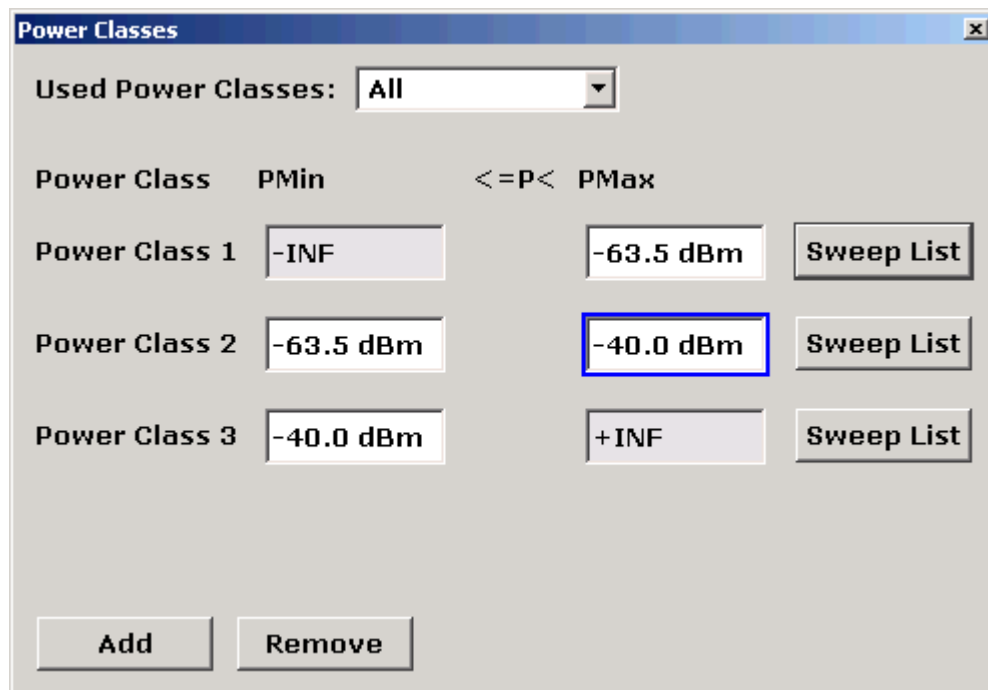 Power Classes
Used Power Classes: All
Power Class PMin <=P< PMax
Power Class 1 -INF -63.5 dBm Sweep List
Power Class 2 -63.5 dBm -40.0 dBm Sweep List
Power Class 3 -40.0 dBm +INF Sweep List
Add Remove